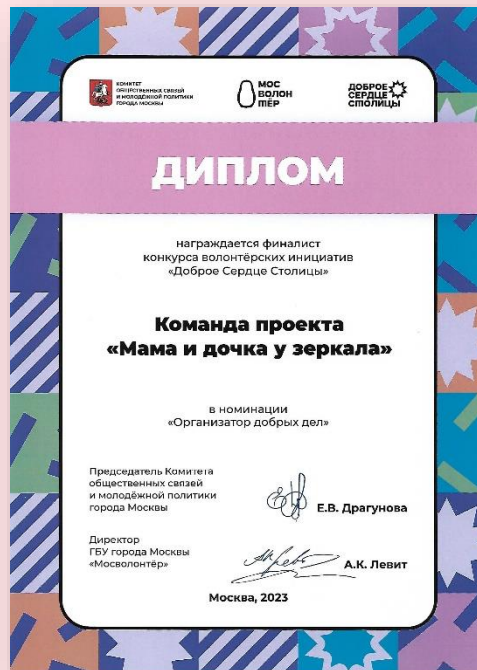 КОМИТЕТ
ОБЩЕСТВЕННЫХ СВЯЗЕЙ
И МОЛОДЁЖНОЙ ПОЛИТИКИ
ГОРОДА МОСКВЫ
МОС
ВОЛОН
ТЁР
ДОБРОЕ
СЕРДЦЕ
СТОЛИЦЫ
ДИПЛОМ
награждается финалист
конкурса волонтёрских инициатив
«Доброе Сердце Столицы»
Команда проекта
«Мама и дочка у зеркала»
в номинации
«Организатор добрых дел»
Председатель Комитета
общественных связей
и молодёжной политики
города Москвы
Е.В. Драгунова
Директор
ГБУ города Москвы
«Мосволонтёр»
А.К. Левит
Москва, 2023